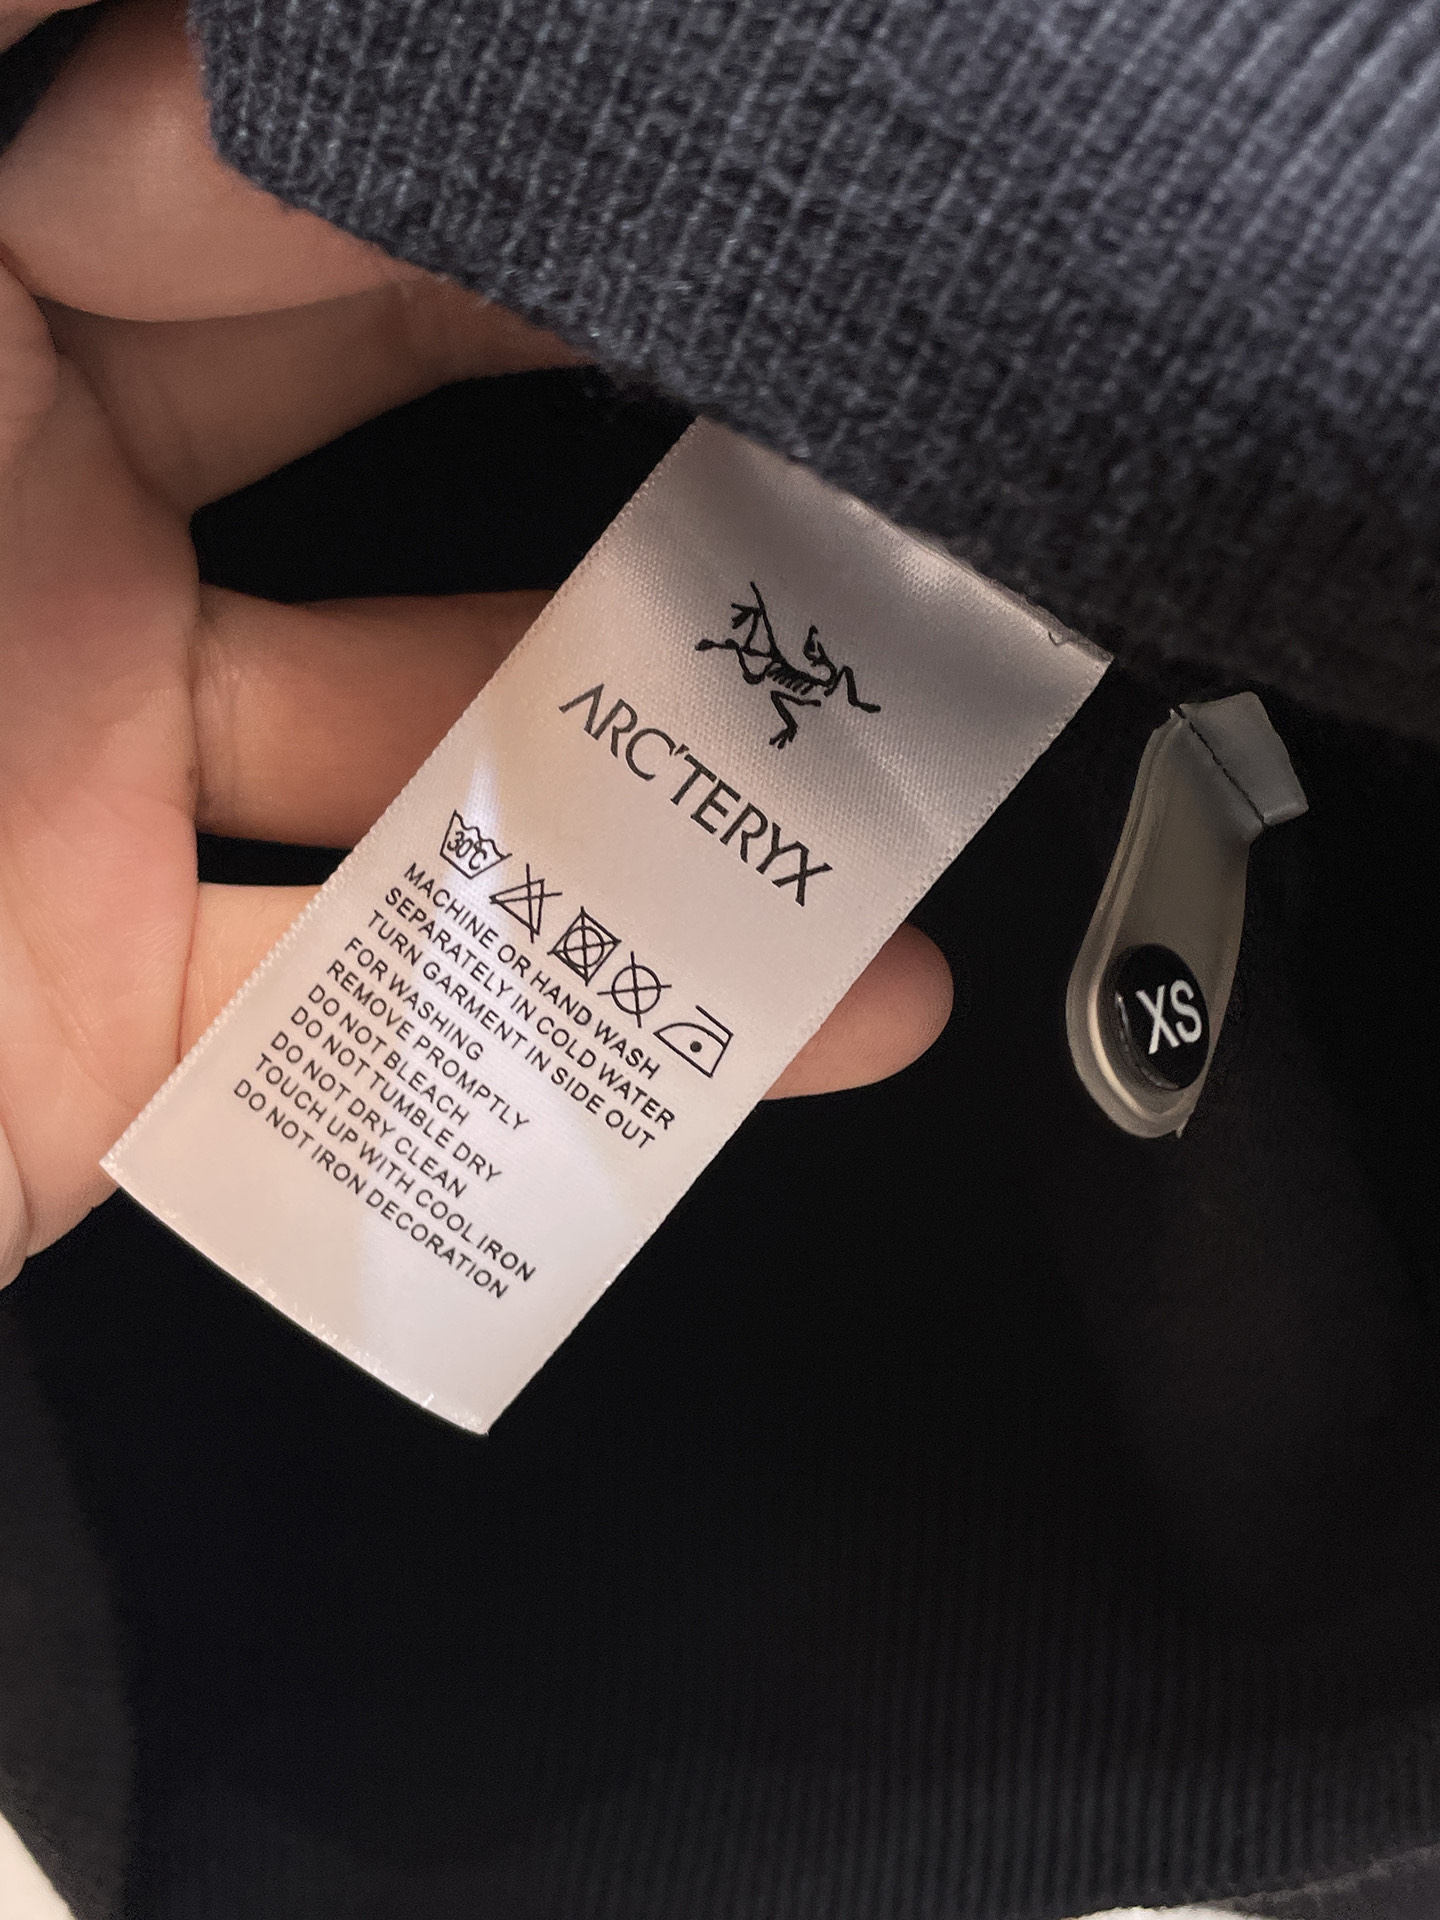 ARC'TERYX
30°C
MACHINE OR HAND WASH
SEPARATELY IN COLD WATER
TURN GARMENT IN SIDE OUT
FOR WASHING
REMOVE PROMPTLY
DO NOT BLEACH
DO NOT TUMBLE DRY
DO NOT DRY CLEAN
TOUCH UP WITH COOL IRON
DO NOT IRON DECORATION
XS